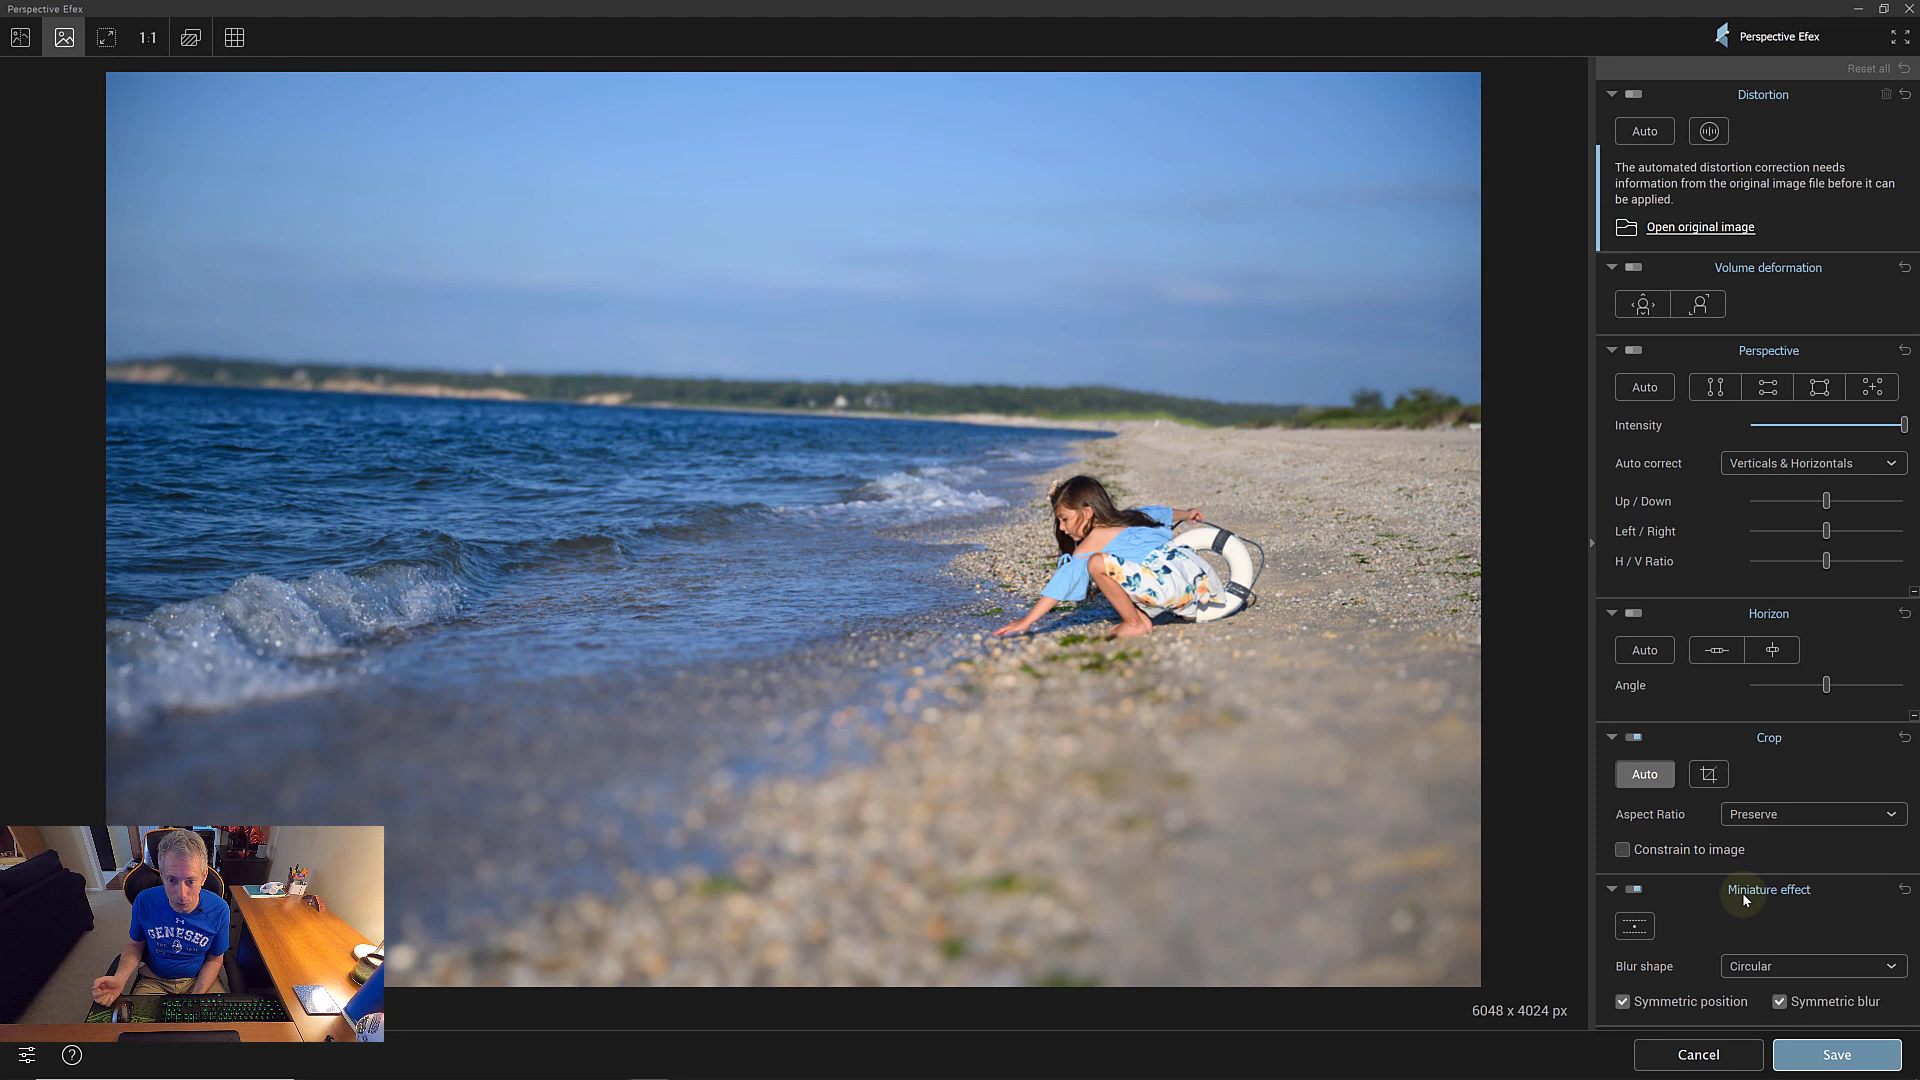 Perspective Efex
1:1
Perspective Efex
Reset all
Distortion
Auto
The automated distortion correction needs
information from the original image file before it can
be applied.
Open original image
Volume deformation
Perspective
Auto
Intensity
Auto correct Verticals & Horizontals
Up / Down
Left / Right
H / V Ratio
Horizon
Auto
Angle
Crop
Auto
Aspect Ratio Preserve
Constrain to image
Miniature effect
Blur shape Circular
Symmetric position Symmetric blur
GENESEO
6048 x 4024 px
?
Cancel Save